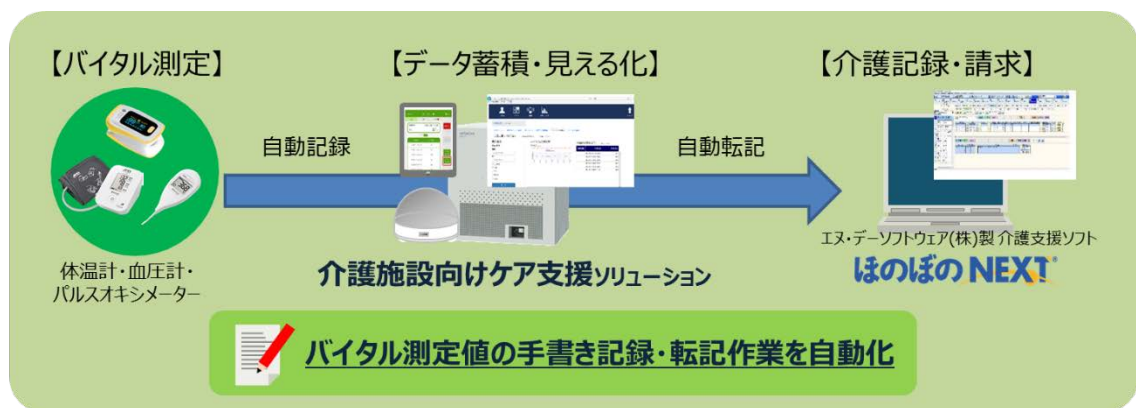 【バイタル測定】
【データ蓄積・見える化】
【介護記録・請求】
自動記録
自動転記
体温計・血圧計・
パルスオキシメーター
介護施設向けケア支援ソリューション
エヌ・デーソフトウェア(株)製 介護支援ソフト
ほのぼのNEXT
バイタル測定値の手書き記録・転記作業を自動化